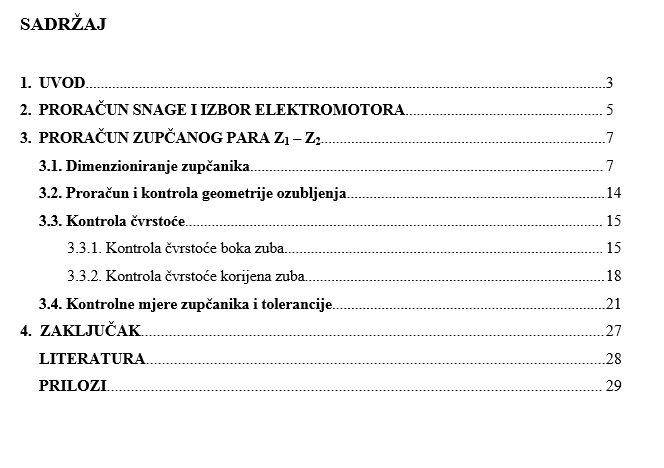 SADRŽAJ
1. UVOD....................3
2. PRORAČUN SNAGE I IZBOR ELEKTROMOTORA.................... 5
3. PRORAČUN ZUPČANOG PARA Z₁ – Z₂....................7
3.1. Dimenzioniranje zupčanika.................... 7
3.2. Proračun i kontrola geometrije ozubljenja....................14
3.3. Kontrola čvrstoće.................... 15
3.3.1. Kontrola čvrstoće boka zuba.................... 15
3.3.2. Kontrola čvrstoće korijena zuba....................18
3.4. Kontrolne mjere zupčanika i tolerancije....................21
4. ZAKLJUČAK....................27
LITERATURA....................28
PRILOZI.................... 29